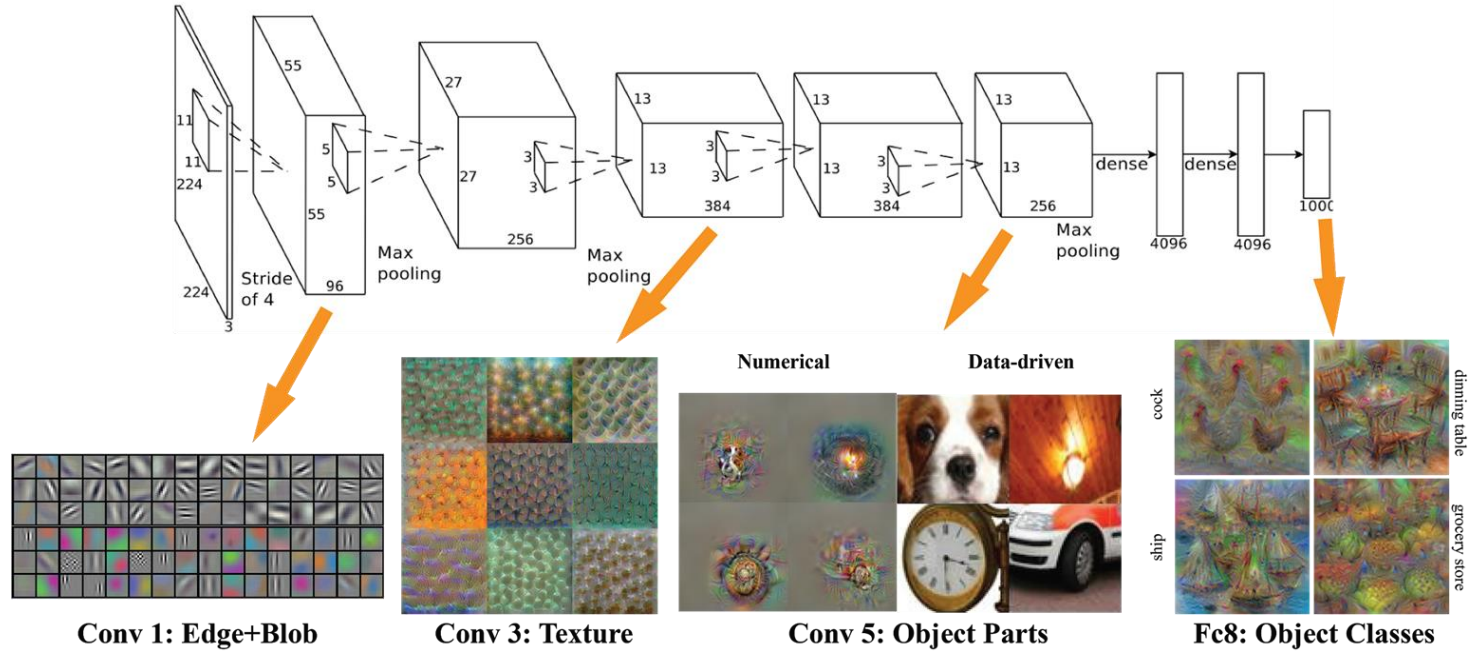 55
27
13
13
13
11
11
224
5
5
3
3
3
3
3
3
dense
dense
55
27
13
13
13
384
384
256
1000
256
Max
pooling
4096
4096
224
Stride
of 4
96
Max
pooling
Max
pooling
3
Numerical
Data-driven
cock
dinning table
ship
grocery store
Conv 1: Edge+Blob
Conv 3: Texture
Conv 5: Object Parts
Fc8: Object Classes